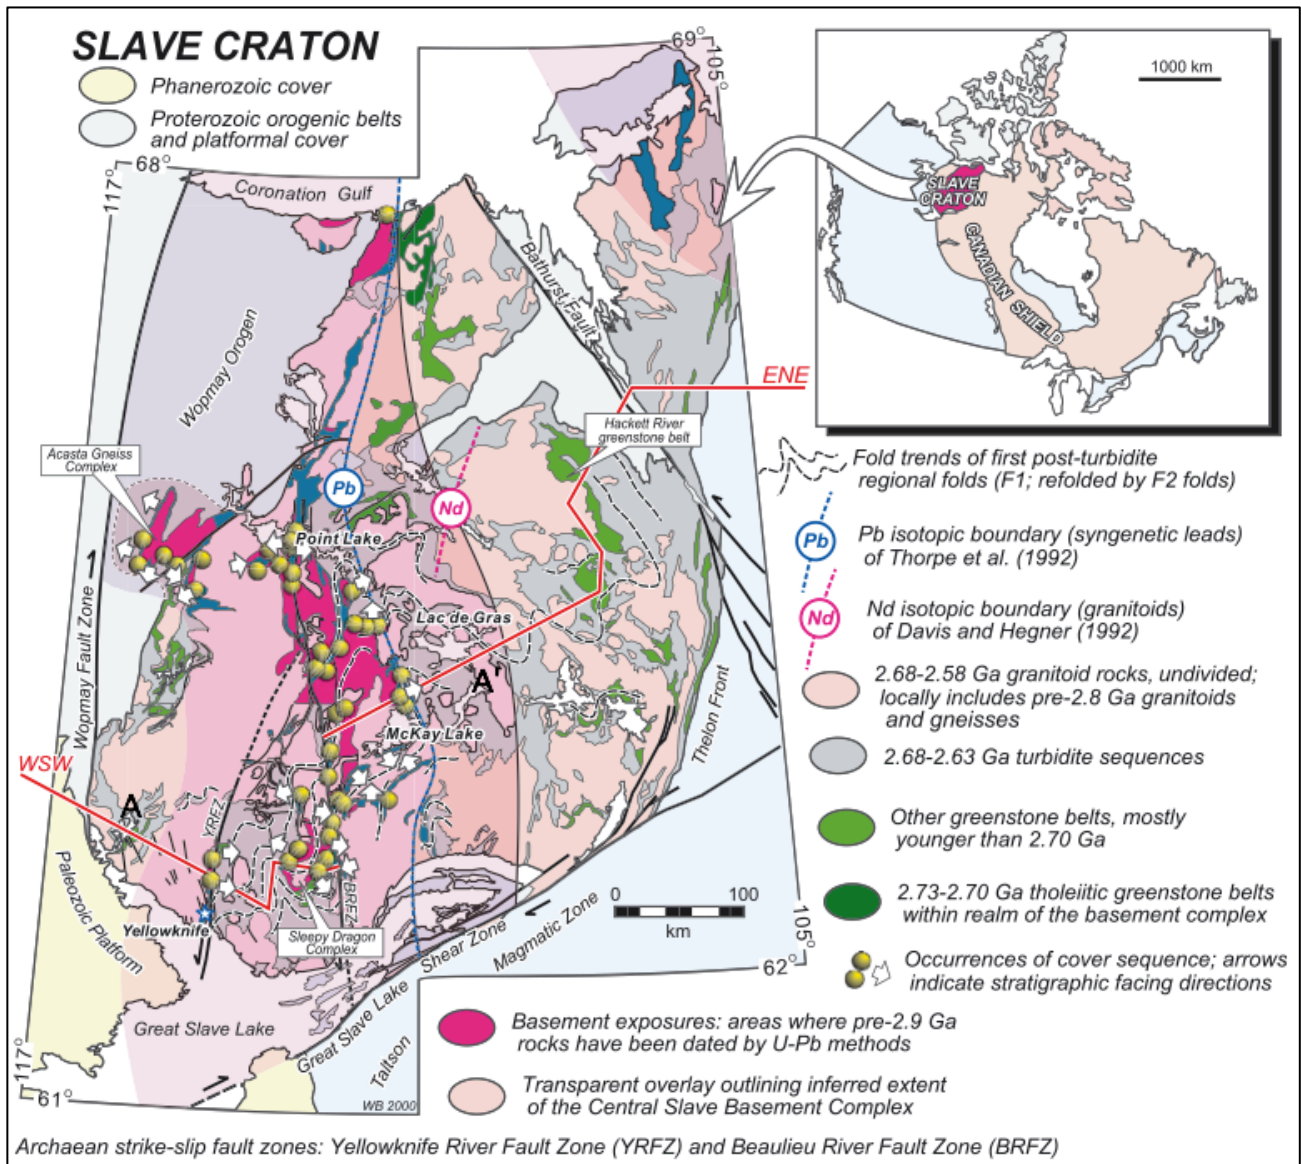 SLAVE CRATON
Phanerozoic cover
Proterozoic orogenic belts
and platformal cover
69°
105°
68°
117°
Coronation Gulf
1000 km
SLAVE
CRATON
CANADIAN SHIELD
Bathurst Fault
Wopmay Orogen
ENE
Hackett River
greenstone belt
Acasta Gneiss
Complex
Pb
Nd
Point Lake
Lac de Gras
A'
McKay Lake
Wopmay Fault Zone
Thelon Front
WSW
A
YRFZ
BRFZ
Yellowknife
Sleepy Dragon
Complex
Paleozoic Platform
0 100
km
Shear Zone
Magmatic Zone
Great Slave Lake
Great Slave Lake
Taltson
WB 2000
105°
62°
117°
61°
Fold trends of first post-turbidite
regional folds (F1; refolded by F2 folds)
Pb
Pb isotopic boundary (syngenetic leads)
of Thorpe et al. (1992)
Nd
Nd isotopic boundary (granitoids)
of Davis and Hegner (1992)
2.68-2.58 Ga granitoid rocks, undivided;
locally includes pre-2.8 Ga granitoids
and gneisses
2.68-2.63 Ga turbidite sequences
Other greenstone belts, mostly
younger than 2.70 Ga
2.73-2.70 Ga tholeiitic greenstone belts
within realm of the basement complex
Occurrences of cover sequence; arrows
indicate stratigraphic facing directions
Basement exposures: areas where pre-2.9 Ga
rocks have been dated by U-Pb methods
Transparent overlay outlining inferred extent
of the Central Slave Basement Complex
Archaean strike-slip fault zones: Yellowknife River Fault Zone (YRFZ) and Beaulieu River Fault Zone (BRFZ)